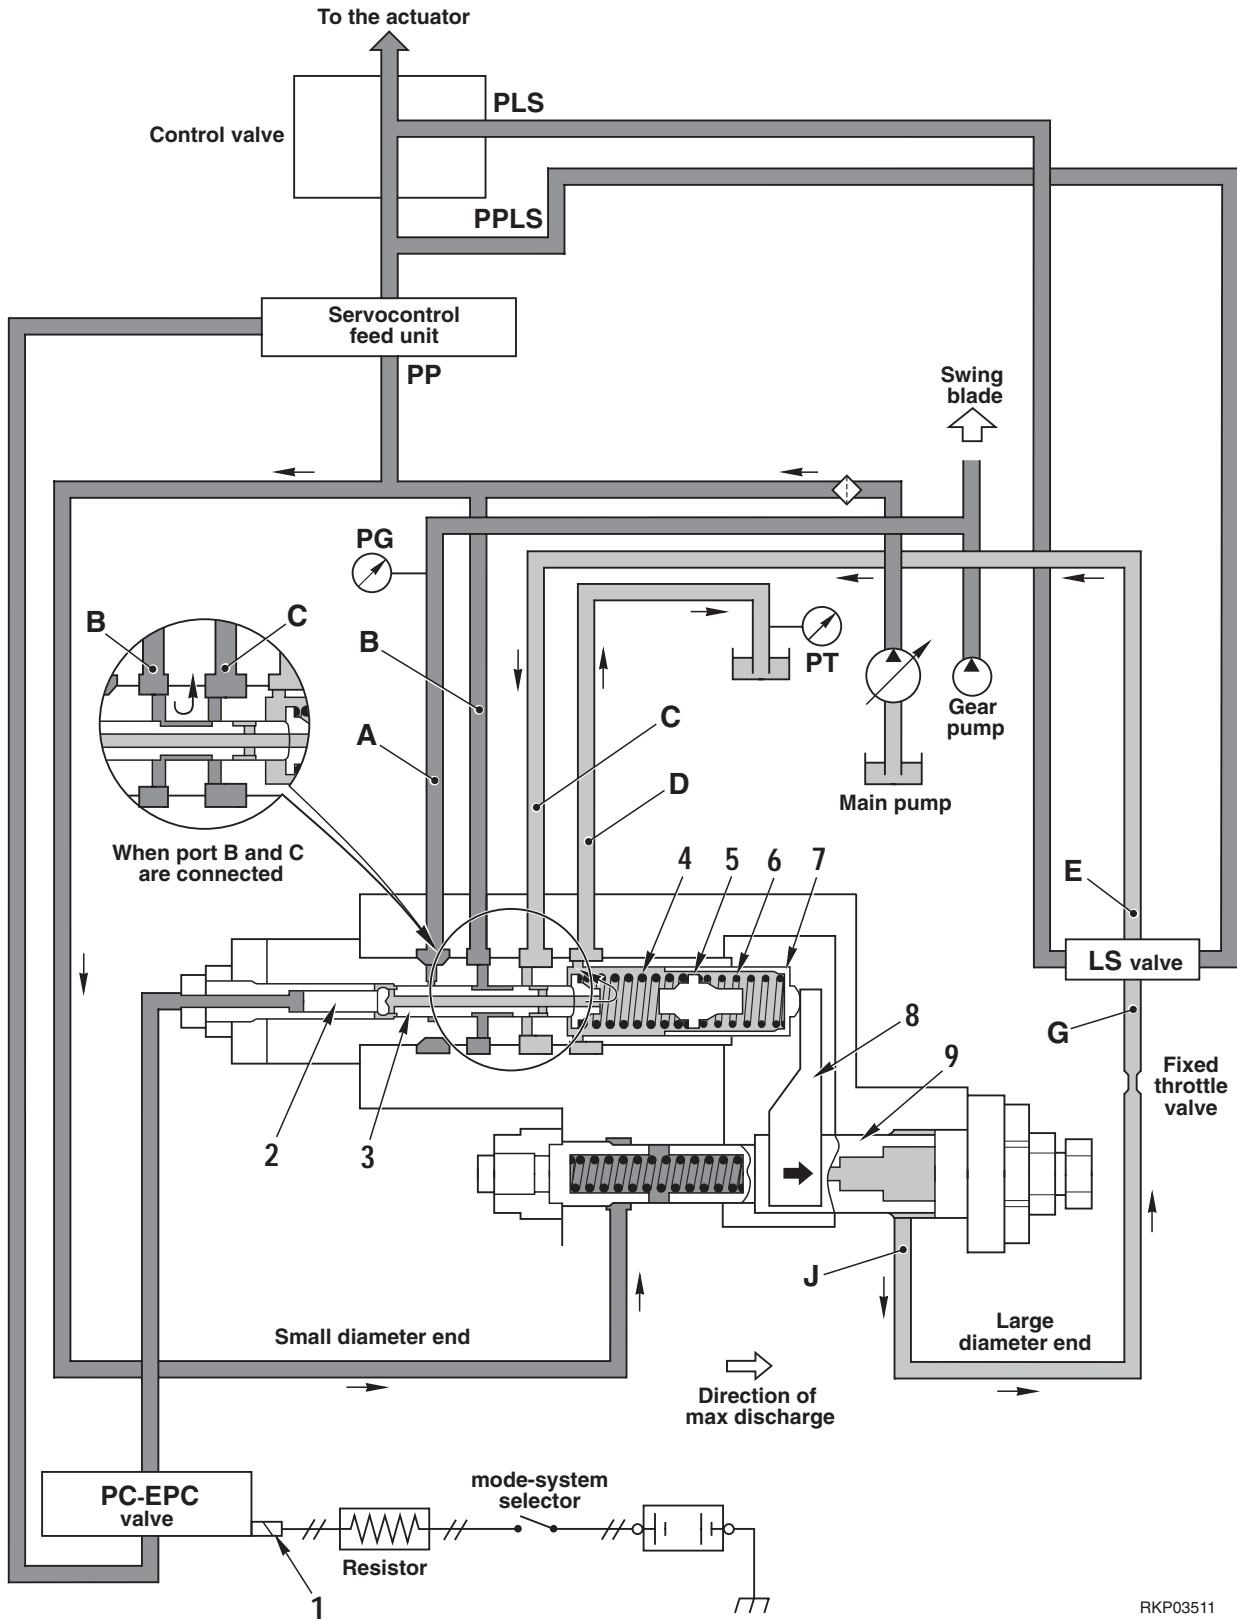 To the actuator
PLS
Control valve
PPLS
Servocontrol
feed unit
PP
Swing
blade
PG
B
C
B
PT
Gear
pump
C
A
D
Main pump
When port B and C
are connected
4
5
6
7
E
LS valve
8
G
9
Fixed
throttle
valve
2
3
J
Small diameter end
Large
diameter end
Direction of
max discharge
mode-system
selector
PC-EPC
valve
Resistor
1
RKP03511